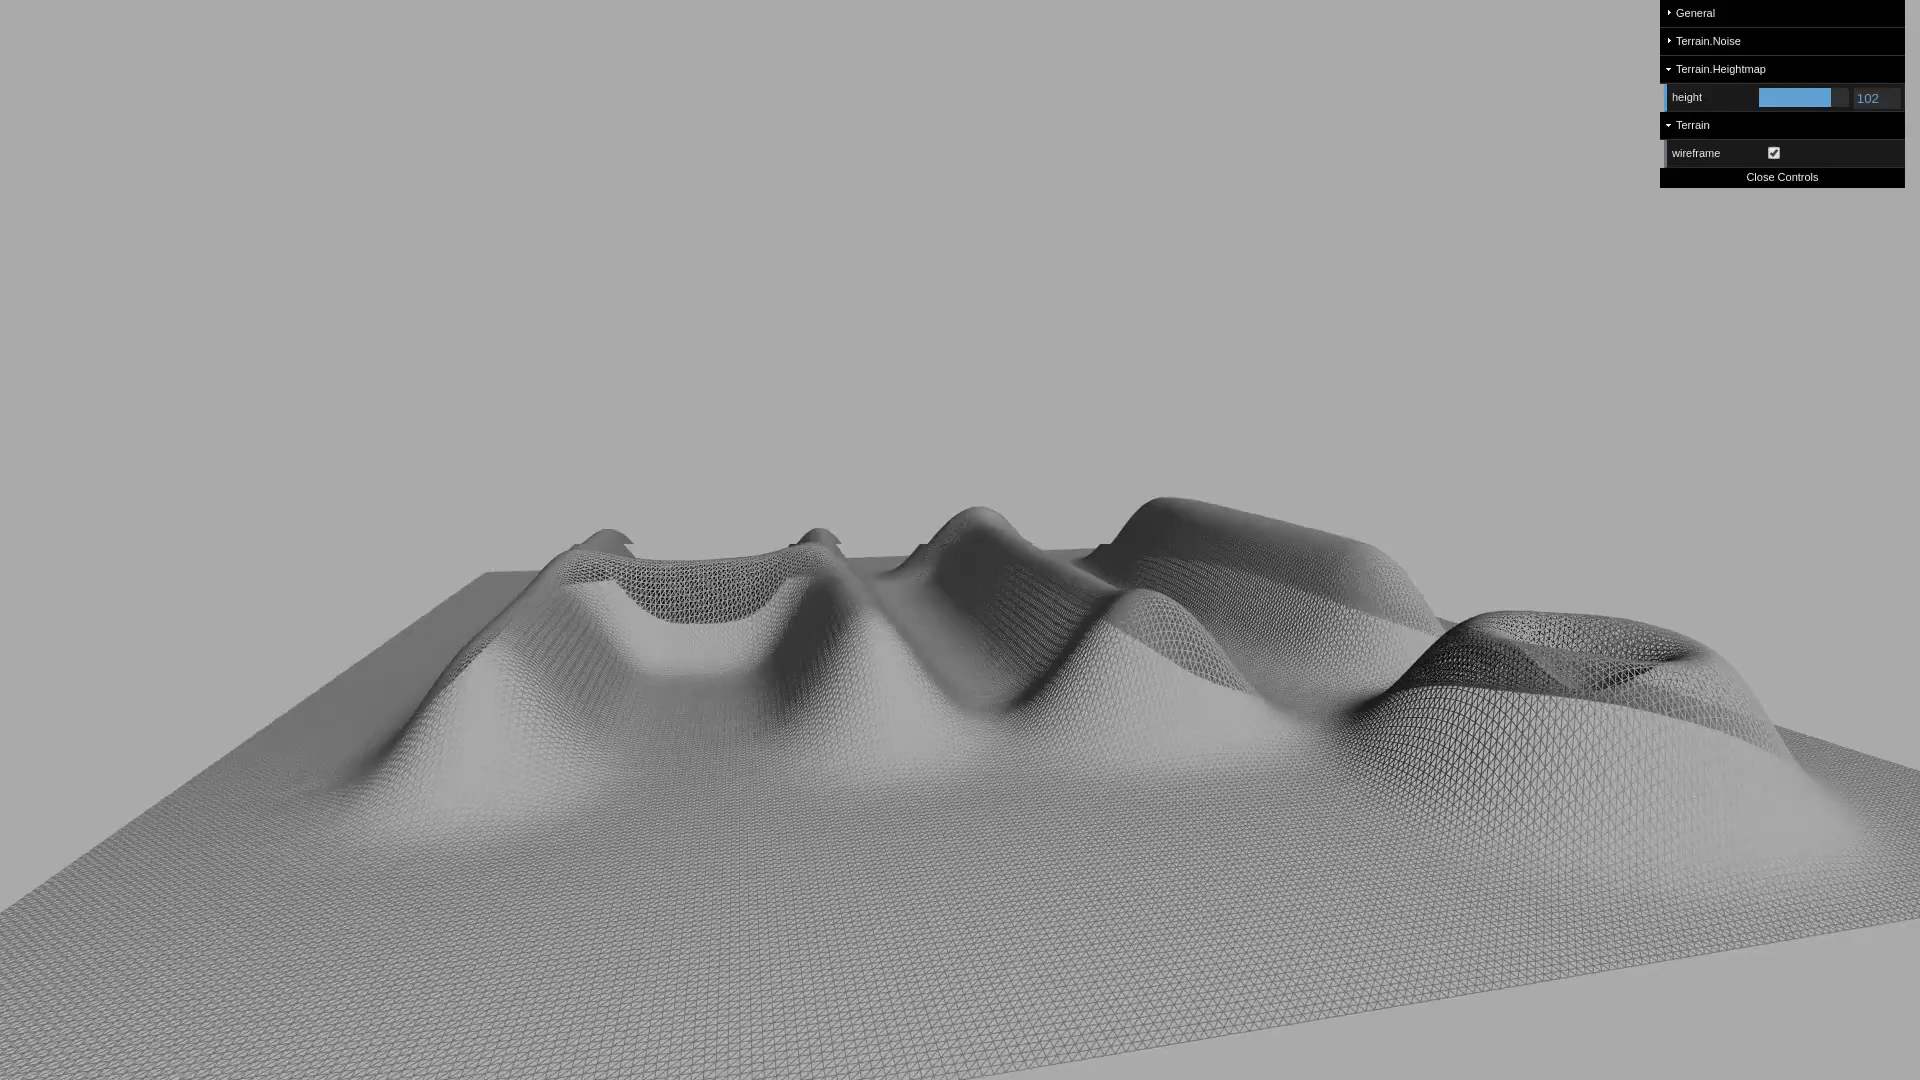 General
Terrain.Noise
Terrain.Heightmap
height 102
Terrain
wireframe
Close Controls